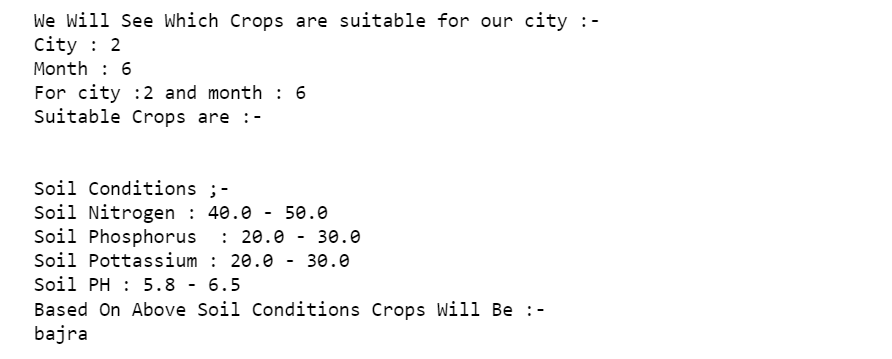 We Will See Which Crops are suitable for our city :-
City : 2
Month : 6
For city :2 and month : 6
Suitable Crops are :-
Soil Conditions ;-
Soil Nitrogen : 40.0 - 50.0
Soil Phosphorus  : 20.0 - 30.0
Soil Pottassium : 20.0 - 30.0
Soil PH : 5.8 - 6.5
Based On Above Soil Conditions Crops Will Be :-
bajra